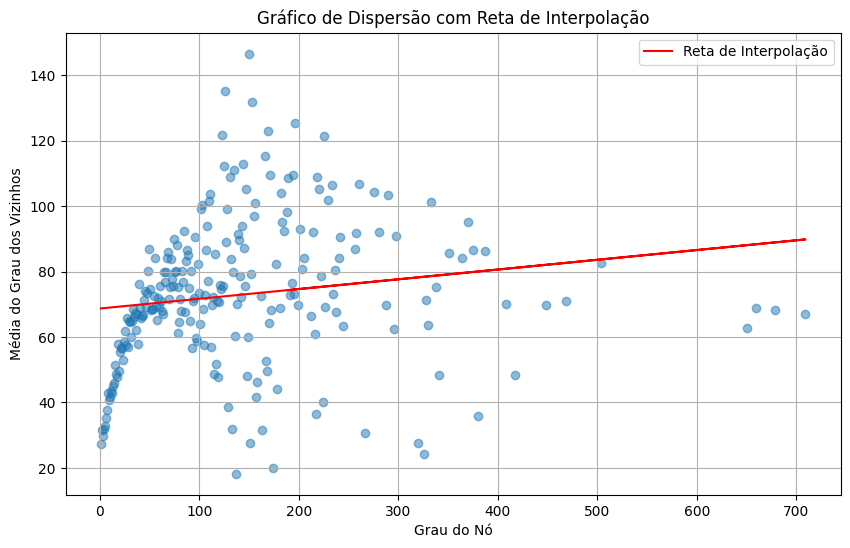 Gráfico de Dispersão com Reta de Interpolação
Reta de Interpolação
Média do Grau dos Vizinhos
140
120
100
80
60
40
20
0 100 200 300 400 500 600 700
Grau do Nó